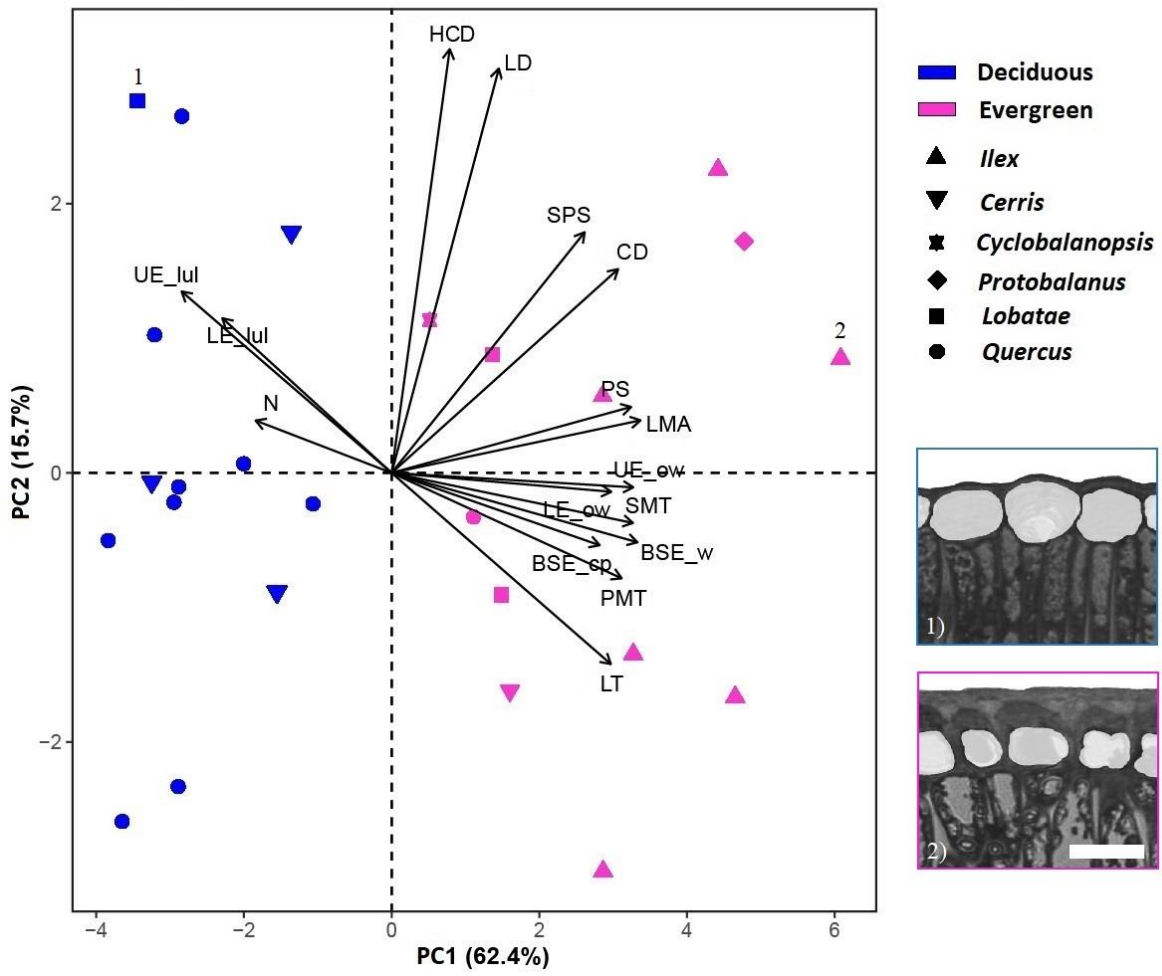 HCD
LD
1
SPS
CD
UE_lul
LE_lul
2
N
PS
LMA
UE_ow
LE_ow
SMT
BSE_cp
BSE_w
PMT
LT
PC2 (15.7%)
2
0
−2
−4
−2
0
2
4
6
PC1 (62.4%)
Deciduous
Evergreen
Ilex
Cerris
Cyclobalanopsis
Protobalanus
Lobatae
Quercus
1)
2)